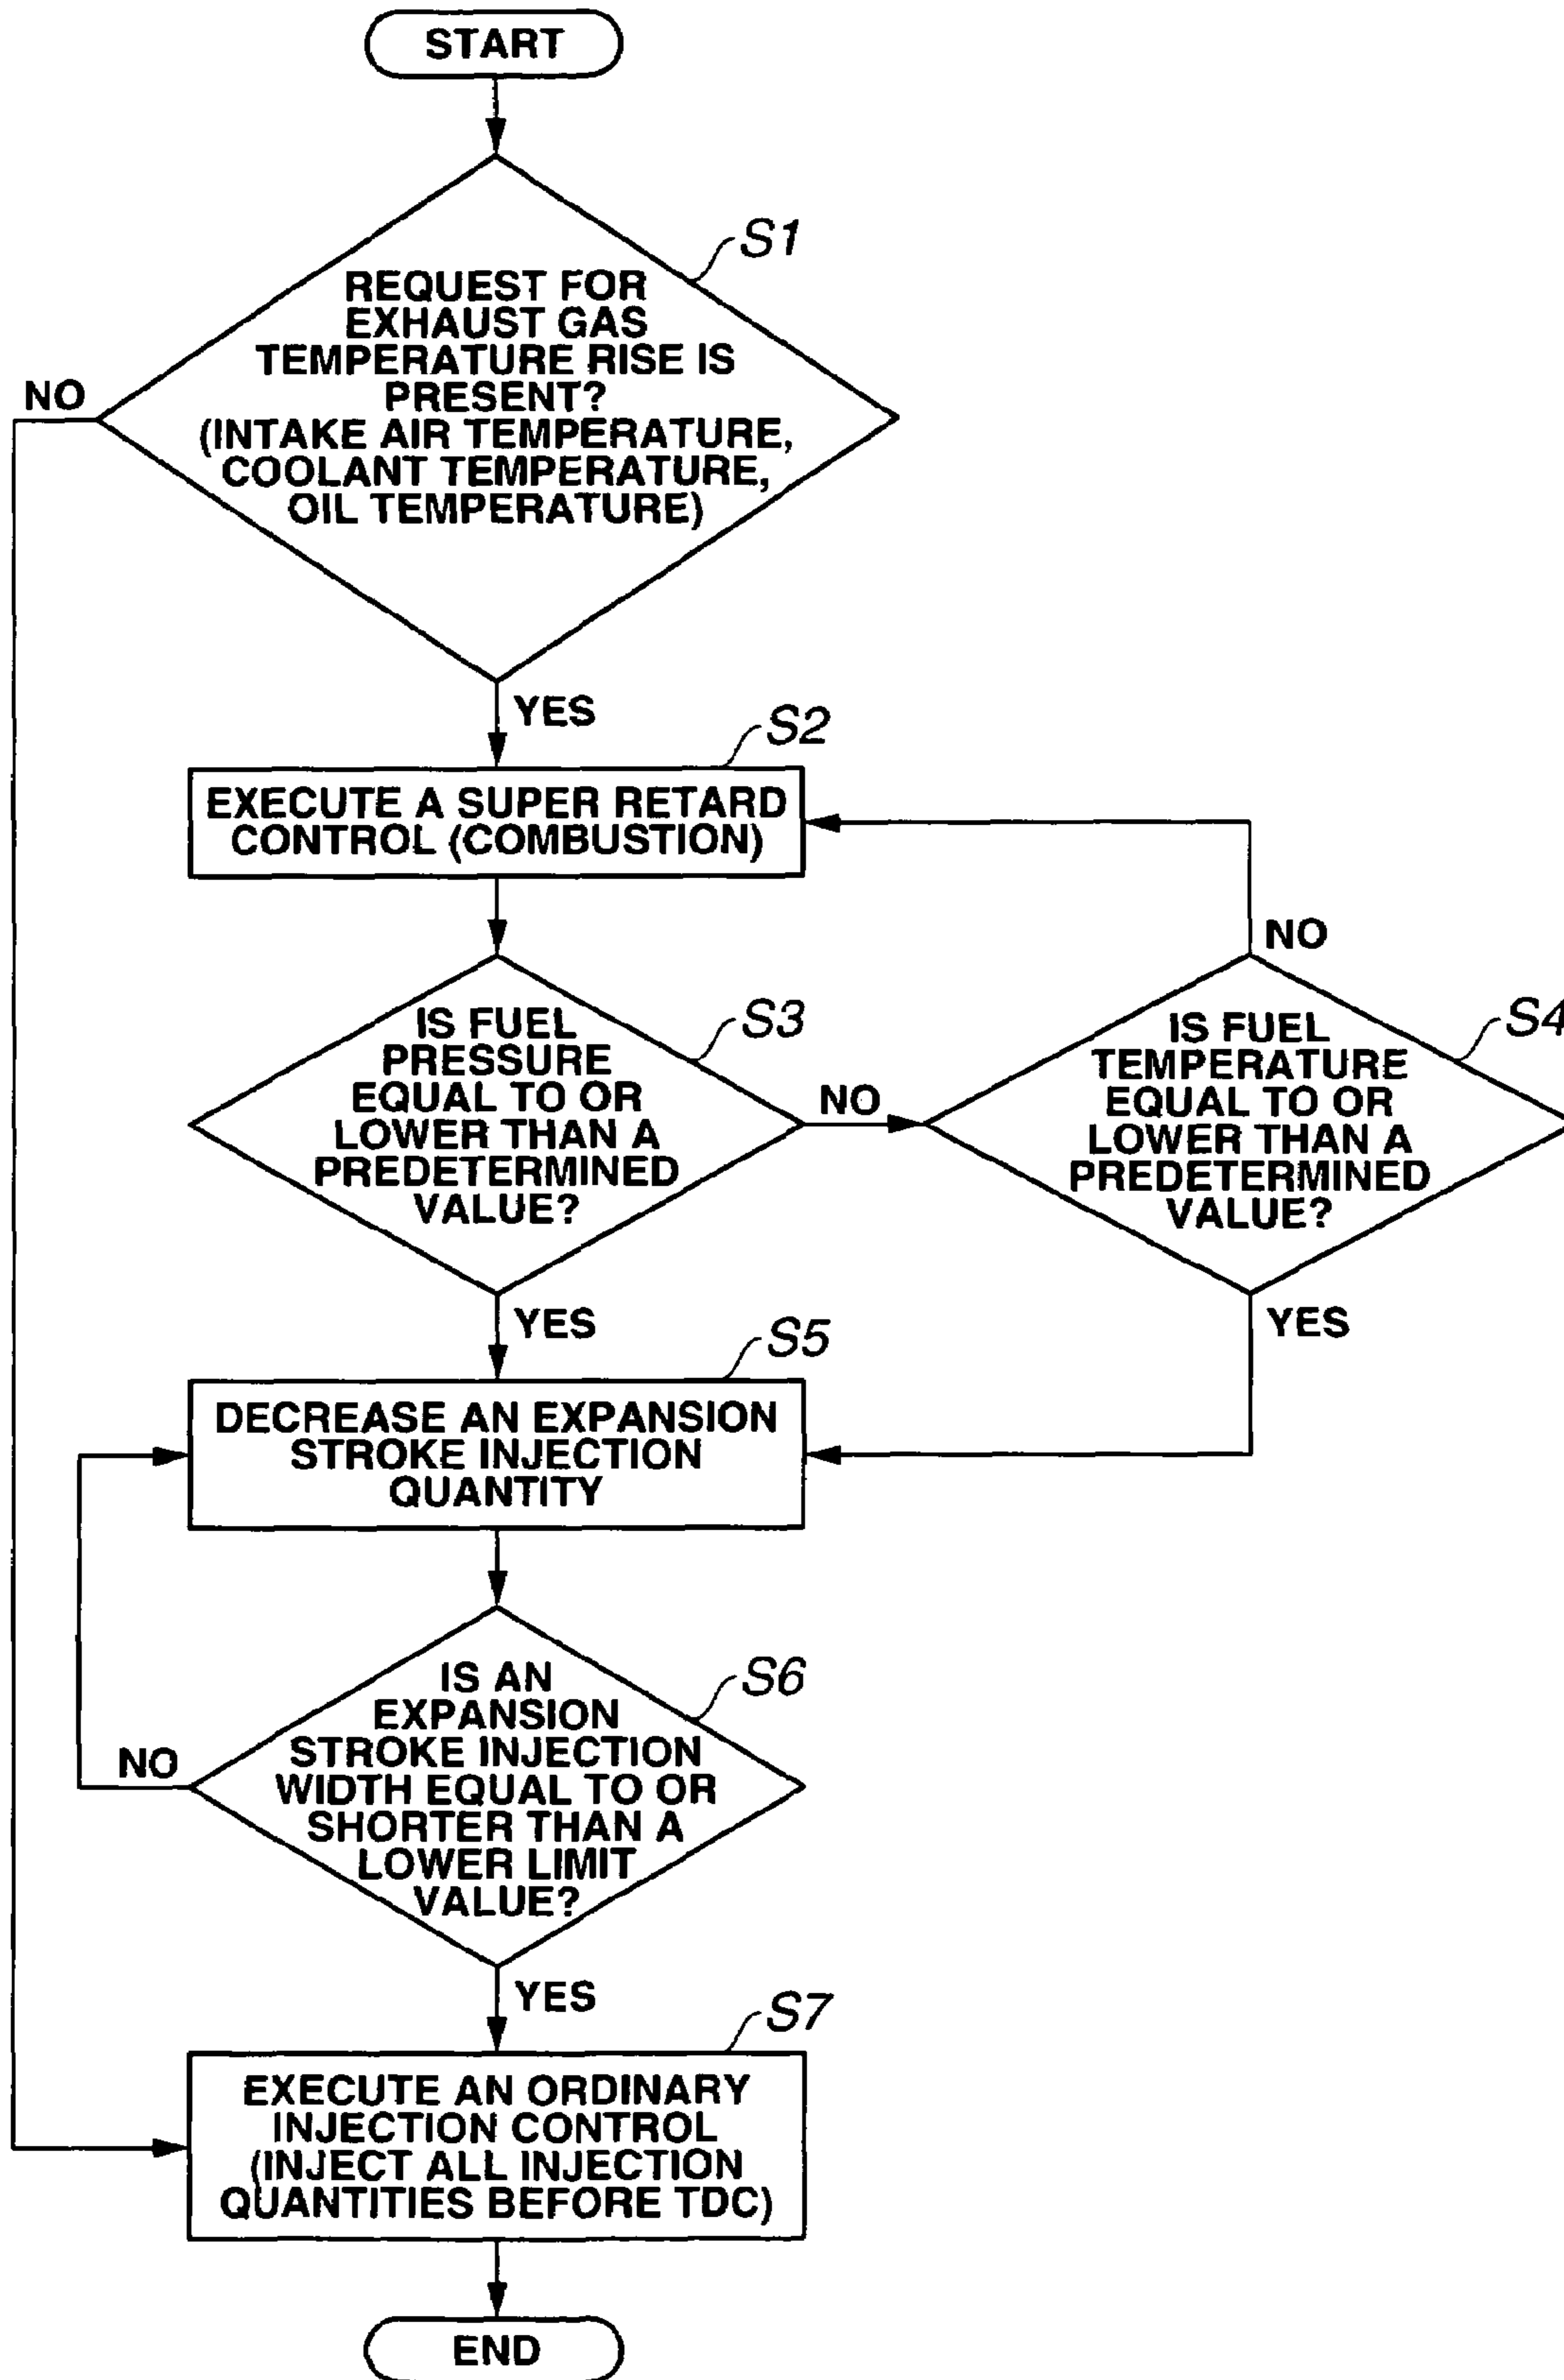 START
S1
REQUEST FOR
EXHAUST GAS
TEMPERATURE RISE IS
PRESENT?
(INTAKE AIR TEMPERATURE,
COOLANT TEMPERATURE,
OIL TEMPERATURE)
NO
YES
S2
EXECUTE A SUPER RETARD
CONTROL (COMBUSTION)
S3
IS FUEL
PRESSURE
EQUAL TO OR
LOWER THAN A
PREDETERMINED
VALUE?
NO
YES
S4
IS FUEL
TEMPERATURE
EQUAL TO OR
LOWER THAN A
PREDETERMINED
VALUE?
NO
YES
S5
DECREASE AN EXPANSION
STROKE INJECTION
QUANTITY
S6
IS AN
EXPANSION
STROKE INJECTION
WIDTH EQUAL TO OR
SHORTER THAN A
LOWER LIMIT
VALUE?
NO
YES
S7
EXECUTE AN ORDINARY
INJECTION CONTROL
(INJECT ALL INJECTION
QUANTITIES BEFORE TDC)
END